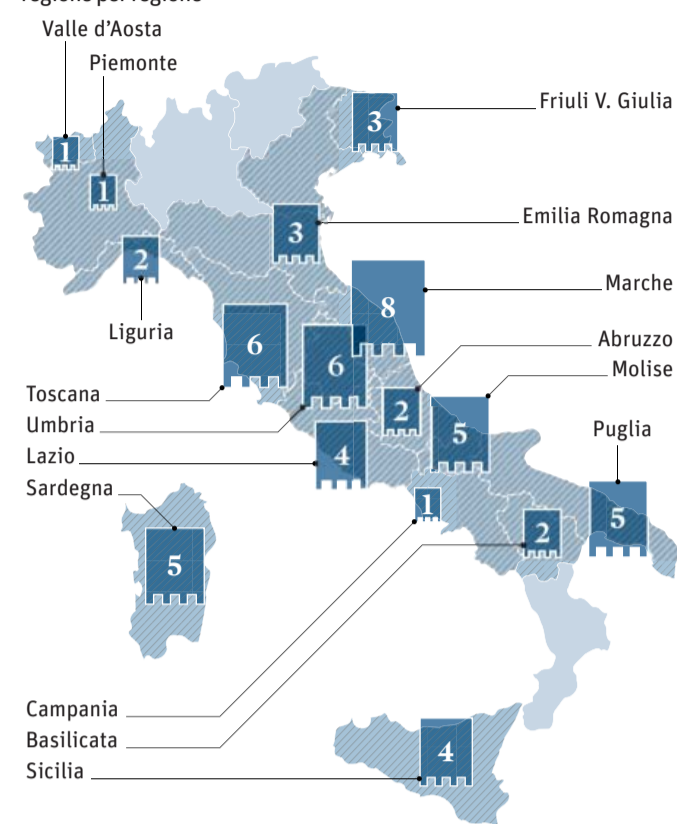 Valle d'Aosta
Piemonte
Friuli V. Giulia
3
1
1
Emilia Romagna
3
2
Marche
8
Liguria
6
6
Abruzzo
Molise
Toscana
2
Umbria
5
Puglia
4
Lazio
Sardegna
1
5
2
5
Campania
Basilicata
4
Sicilia